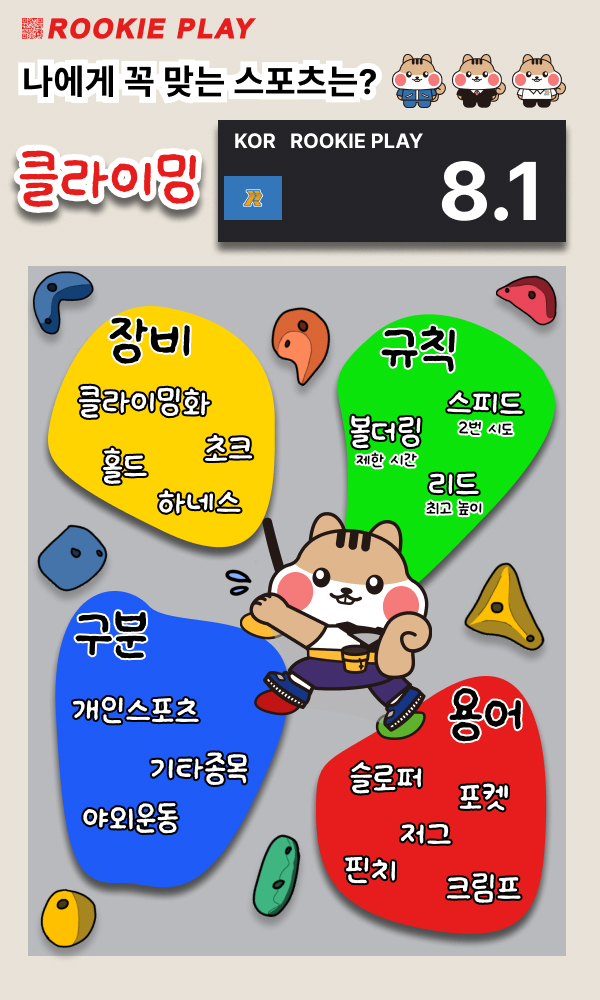 ROOKIE PLAY
나에게 꼭 맞는 스포츠는?
클라이밍
KOR ROOKIE PLAY
8.1
장비
클라이밍화
초크
홀드
하네스
규칙
스피드
2번 시도
볼더링
제한 시간
리드
최고 높이
구분
개인스포츠
기타종목
야외운동
용어
슬로퍼
포켓
저그
핀치
크림프